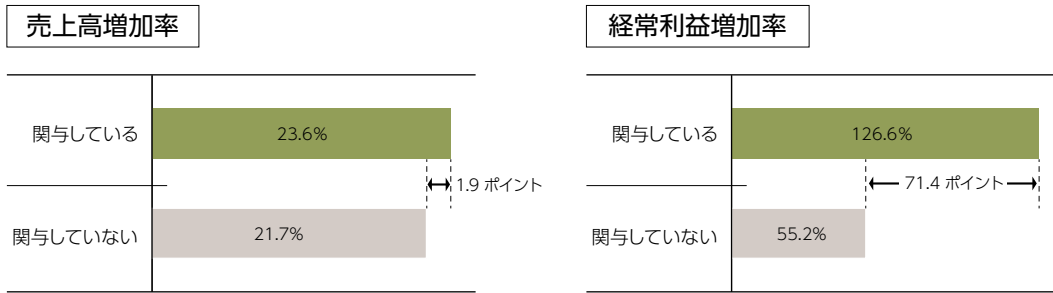 売上高増加率
関与している
23.6%
1.9 ポイント
関与していない
21.7%
経常利益増加率
関与している
126.6%
71.4 ポイント
関与していない
55.2%